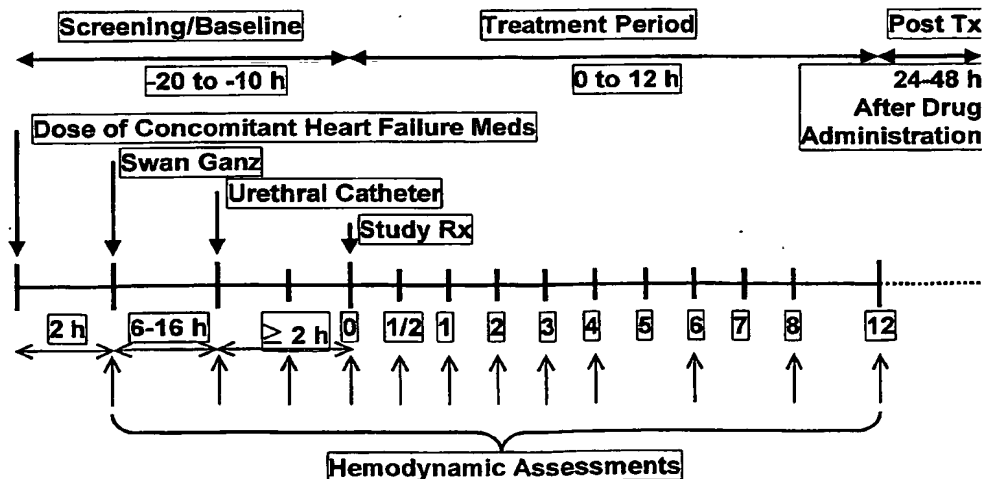 Screening/Baseline Treatment Period Post Tx
-20 to -10 h 0 to 12 h 24-48 h
After Drug
Administration
Dose of Concomitant Heart Failure Meds
Swan Ganz
Urethral Catheter
Study Rx
2 h 6-16 h ≥ 2 h 0 1/2 1 2 3 4 5 6 7 8 12
Hemodynamic Assessments